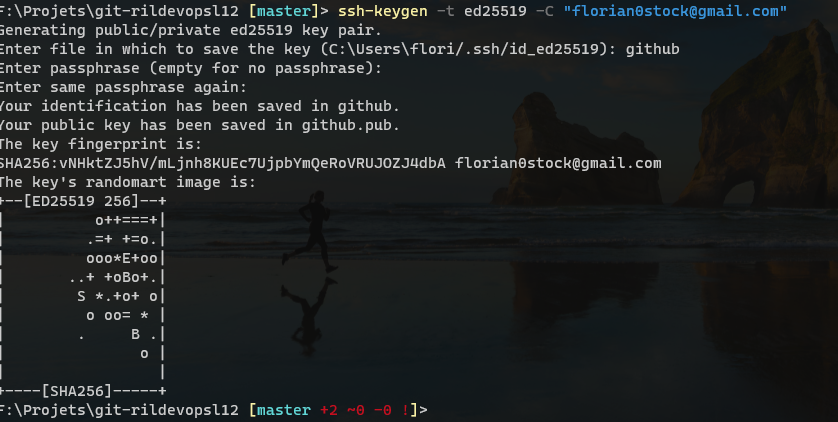 F:\Projets\git-rildevopsl12 [master]> ssh-keygen -t ed25519 -C "florian0stock@gmail.com"
Generating public/private ed25519 key pair.
Enter file in which to save the key (C:\Users\flori/.ssh/id_ed25519): github
Enter passphrase (empty for no passphrase):
Enter same passphrase again:
Your identification has been saved in github.
Your public key has been saved in github.pub.
The key fingerprint is:
SHA256:vNHktZJ5hV/mLjnh8KUEc7UjpbYmQeRoVRUJOZJ4dbA florian0stock@gmail.com
The key's randomart image is:
+--[ED25519 256]--+
|           o++===+|
|          .=+ +=o.|
|          ooo*E+oo|
|        ..+ +oBo+.|
|         S *.+o+ o|
|          o oo= * |
|         .     B .|
|                o |
|                  |
+----[SHA256]-----+
F:\Projets\git-rildevopsl12 [master +2 ~0 -0 !]>